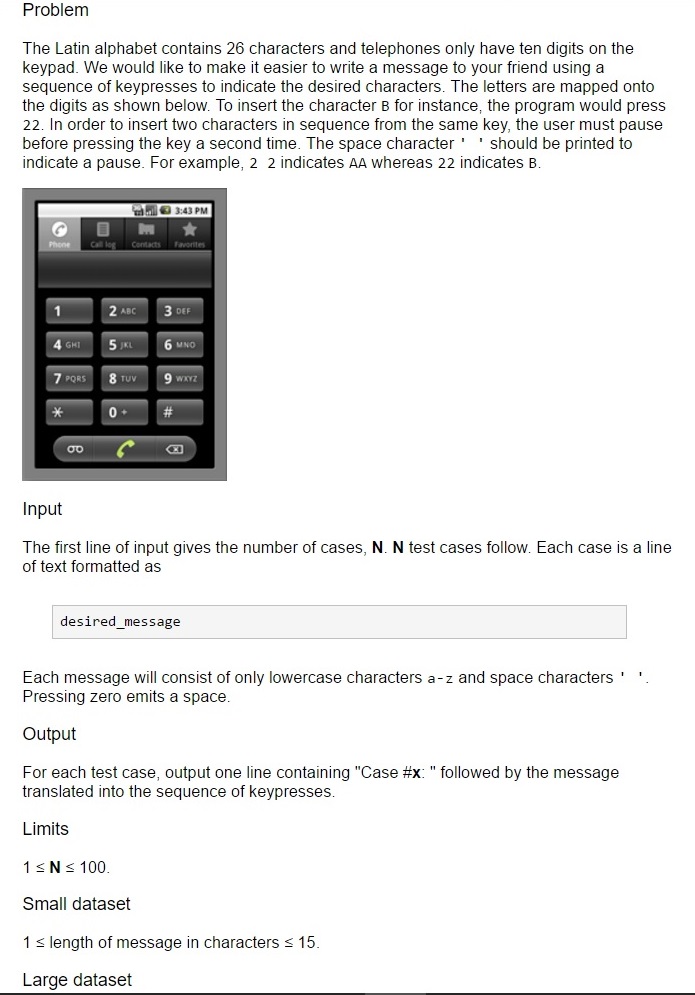 Problem
The Latin alphabet contains 26 characters and telephones only have ten digits on the
keypad. We would like to make it easier to write a message to your friend using a
sequence of keypresses to indicate the desired characters. The letters are mapped onto
the digits as shown below. To insert the character B for instance, the program would press
22. In order to insert two characters in sequence from the same key, the user must pause
before pressing the key a second time. The space character ' ' should be printed to
indicate a pause. For example, 2 2 indicates AA whereas 22 indicates B.
3:43 PM
Phone Call log Contacts Favorites
1 2 ABC 3 DEF
4 GHI 5 JKL 6 MNO
7 PQRS 8 TUV 9 WXYZ
* 0 + #
Input
The first line of input gives the number of cases, N. N test cases follow. Each case is a line
of text formatted as
desired_message
Each message will consist of only lowercase characters a-z and space characters ' '.
Pressing zero emits a space.
Output
For each test case, output one line containing "Case #x: " followed by the message
translated into the sequence of keypresses.
Limits
1 ≤ N ≤ 100.
Small dataset
1 ≤ length of message in characters ≤ 15.
Large dataset